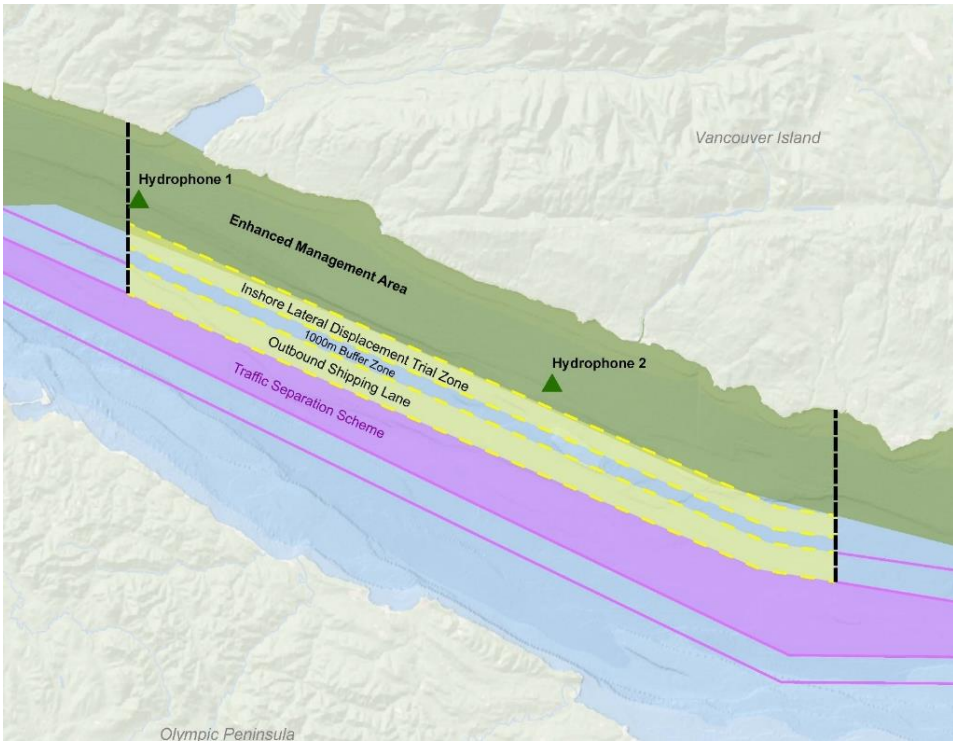 Vancouver Island
Hydrophone 1
Enhanced Management Area
Inshore Lateral Displacement Trial Zone
1000m Buffer Zone
Hydrophone 2
Outbound Shipping Lane
Traffic Separation Scheme
Olympic Peninsula